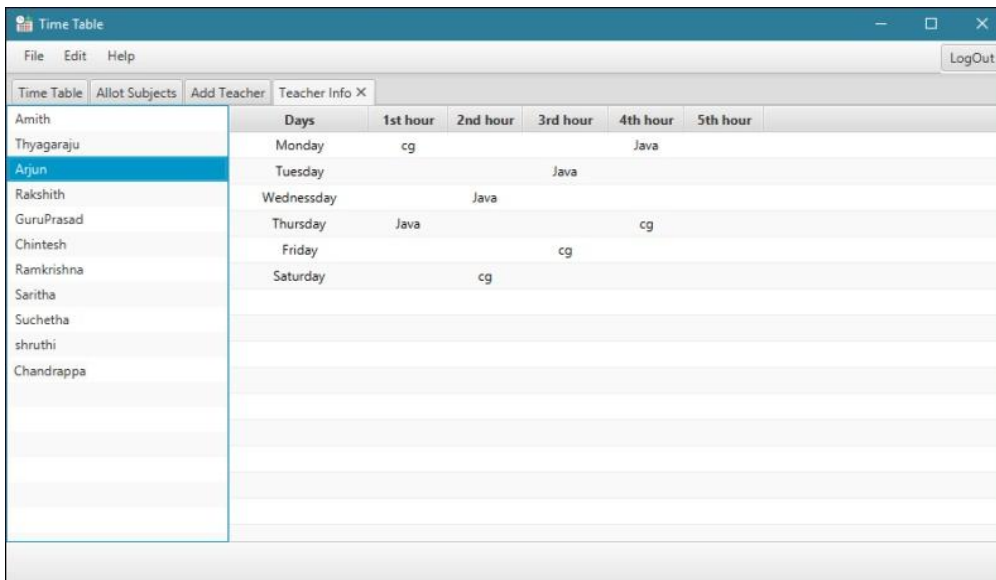 Time Table
File Edit Help LogOut
Time Table Allot Subjects Add Teacher Teacher Info X
Amith Days 1st hour 2nd hour 3rd hour 4th hour 5th hour
Thyagaraju Monday cg Java
Arjun Tuesday Java
Rakshith Wednessday Java
GuruPrasad Thursday Java cg
Chintesh Friday cg
Ramkrishna Saturday cg
Saritha
Suchetha
shruthi
Chandrappa